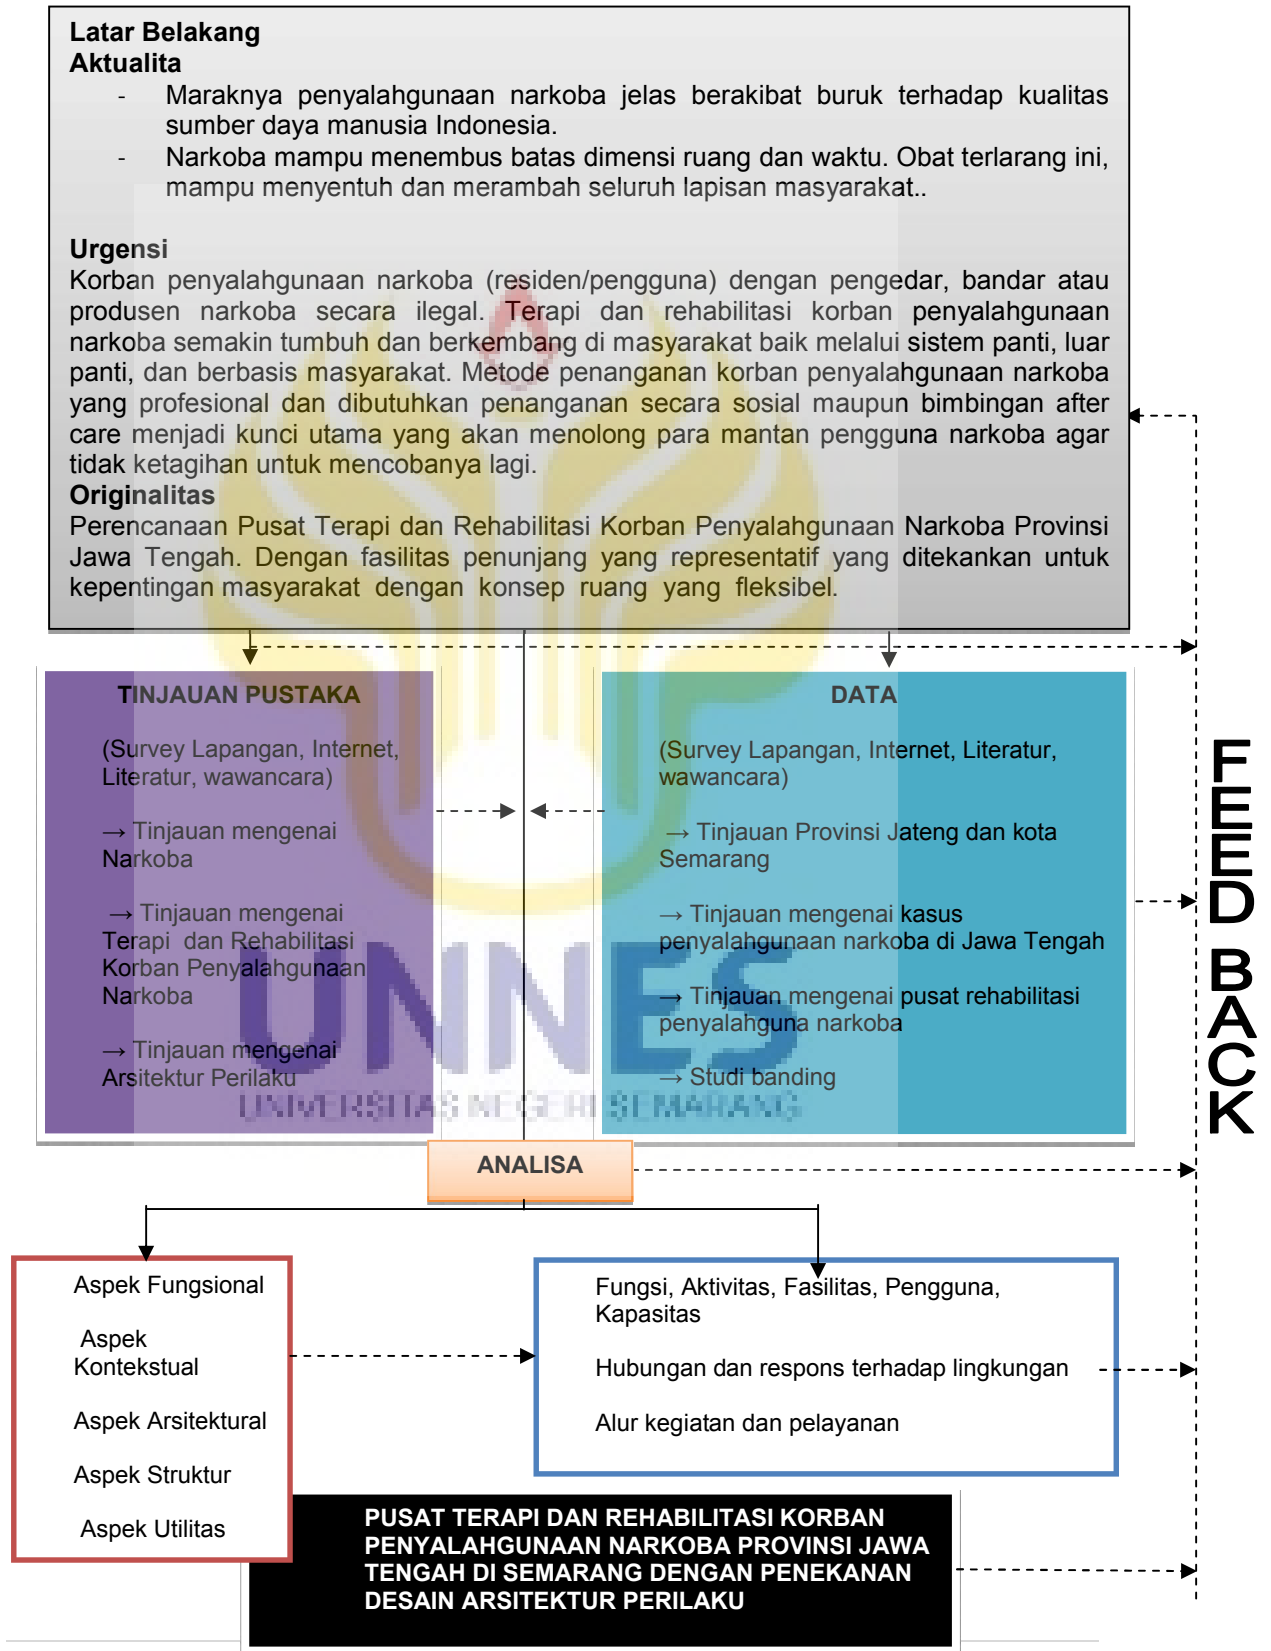 Latar Belakang
Aktualita
- Maraknya penyalahgunaan narkoba jelas berakibat buruk terhadap kualitas
sumber daya manusia Indonesia.
- Narkoba mampu menembus batas dimensi ruang dan waktu. Obat terlarang ini,
mampu menyentuh dan merambah seluruh lapisan masyarakat..
Urgensi
Korban penyalahgunaan narkoba (residen/pengguna) dengan pengedar, bandar atau
produsen narkoba secara ilegal. Terapi dan rehabilitasi korban penyalahgunaan
narkoba semakin tumbuh dan berkembang di masyarakat baik melalui sistem panti, luar
panti, dan berbasis masyarakat. Metode penanganan korban penyalahgunaan narkoba
yang profesional dan dibutuhkan penanganan secara sosial maupun bimbingan after
care menjadi kunci utama yang akan menolong para mantan pengguna narkoba agar
tidak ketagihan untuk mencobanya lagi.
Originalitas
Perencanaan Pusat Terapi dan Rehabilitasi Korban Penyalahgunaan Narkoba Provinsi
Jawa Tengah. Dengan fasilitas penunjang yang representatif yang ditekankan untuk
kepentingan masyarakat dengan konsep ruang yang fleksibel.
TINJAUAN PUSTAKA
(Survey Lapangan, Internet,
Literatur, wawancara)
→ Tinjauan mengenai
Narkoba
→ Tinjauan mengenai
Terapi dan Rehabilitasi
Korban Penyalahgunaan
Narkoba
→ Tinjauan mengenai
Arsitektur Perilaku
DATA
(Survey Lapangan, Internet, Literatur,
wawancara)
→ Tinjauan Provinsi Jateng dan kota
Semarang
→ Tinjauan mengenai kasus
penyalahgunaan narkoba di Jawa Tengah
→ Tinjauan mengenai pusat rehabilitasi
penyalahguna narkoba
→ Studi banding
FEED BACK
UNNES
UNIVERSITAS NEGERI SEMARANG
ANALISA
Aspek Fungsional
Aspek
Kontekstual
Aspek Arsitektural
Aspek Struktur
Aspek Utilitas
Fungsi, Aktivitas, Fasilitas, Pengguna,
Kapasitas
Hubungan dan respons terhadap lingkungan
Alur kegiatan dan pelayanan
PUSAT TERAPI DAN REHABILITASI KORBAN
PENYALAHGUNAAN NARKOBA PROVINSI JAWA
TENGAH DI SEMARANG DENGAN PENEKANAN
DESAIN ARSITEKTUR PERILAKU